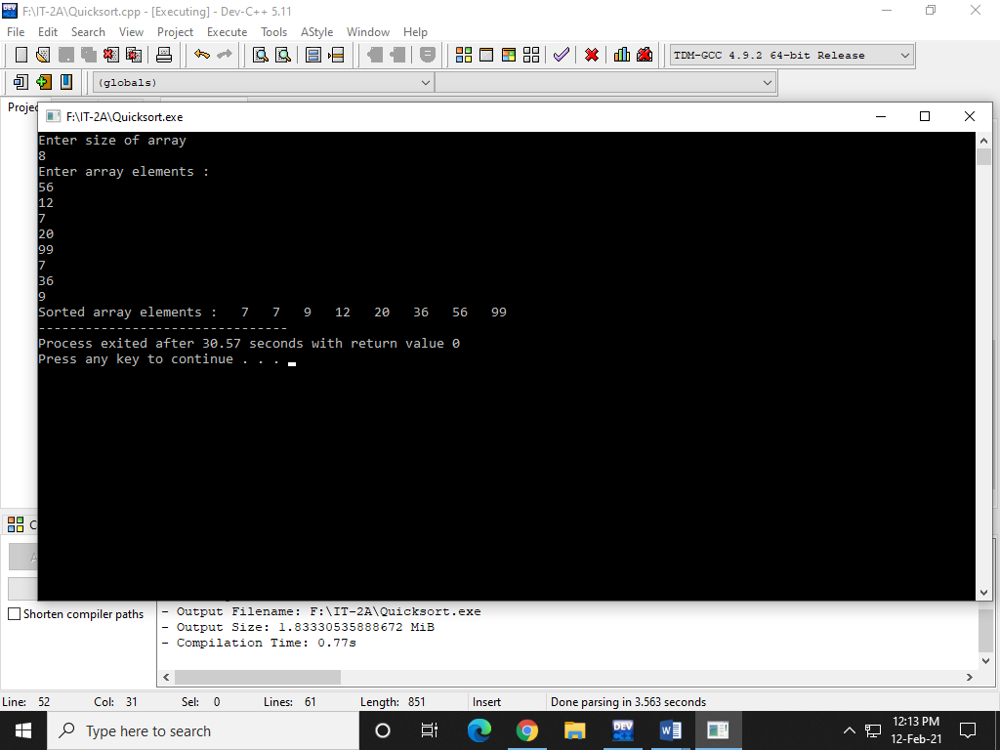 F:\IT-2A\Quicksort.cpp - [Executing] - Dev-C++ 5.11
File Edit Search View Project Execute Tools AStyle Window Help
TDM-GCC 4.9.2 64-bit Release
(globals)
Projec
F:\IT-2A\Quicksort.exe
Enter size of array
8
Enter array elements :
56
12
7
20
99
7
36
9
Sorted array elements : 7 7 9 12 20 36 56 99
--------------------------------
Process exited after 30.57 seconds with return value 0
Press any key to continue . . .
C
A
Shorten compiler paths
- Output Filename: F:\IT-2A\Quicksort.exe
- Output Size: 1.83330535888672 MiB
- Compilation Time: 0.77s
Line: 52 Col: 31 Sel: 0 Lines: 61 Length: 851 Insert Done parsing in 3.563 seconds
Type here to search
DEV
12:13 PM
12-Feb-21